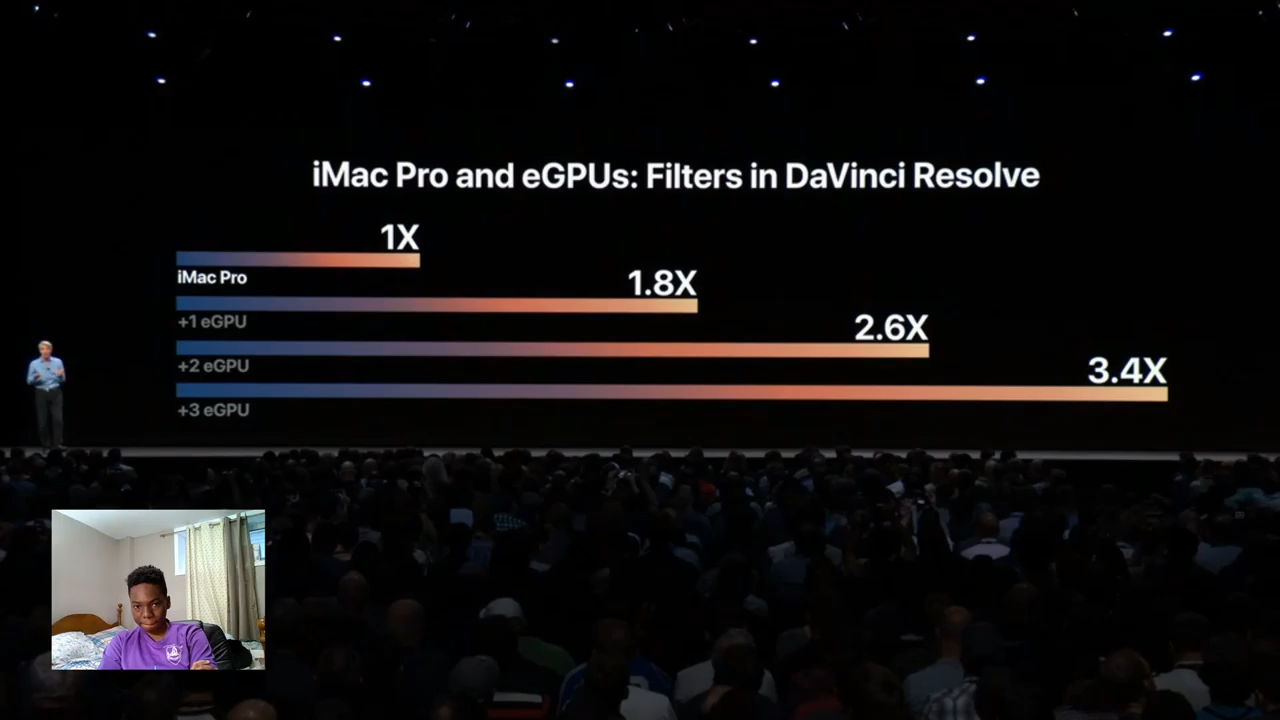 iMac Pro and eGPUs: Filters in DaVinci Resolve
1X
iMac Pro
1.8X
+1 eGPU
2.6X
+2 eGPU
3.4X
+3 eGPU